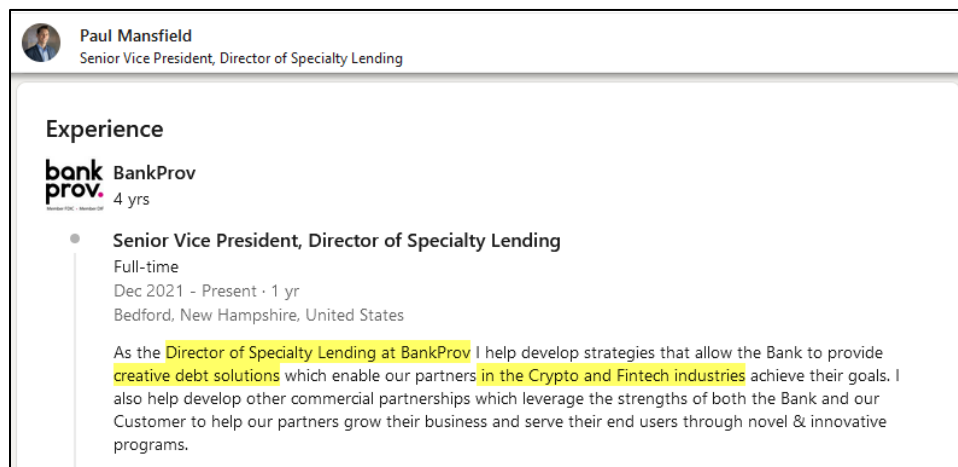 Paul Mansfield
Senior Vice President, Director of Specialty Lending
Experience
bank
prov.
Member FDIC - Member DIF
BankProv
4 yrs
Senior Vice President, Director of Specialty Lending
Full-time
Dec 2021 - Present · 1 yr
Bedford, New Hampshire, United States
As the Director of Specialty Lending at BankProv I help develop strategies that allow the Bank to provide
creative debt solutions which enable our partners in the Crypto and Fintech industries achieve their goals. I
also help develop other commercial partnerships which leverage the strengths of both the Bank and our
Customer to help our partners grow their business and serve their end users through novel & innovative
programs.